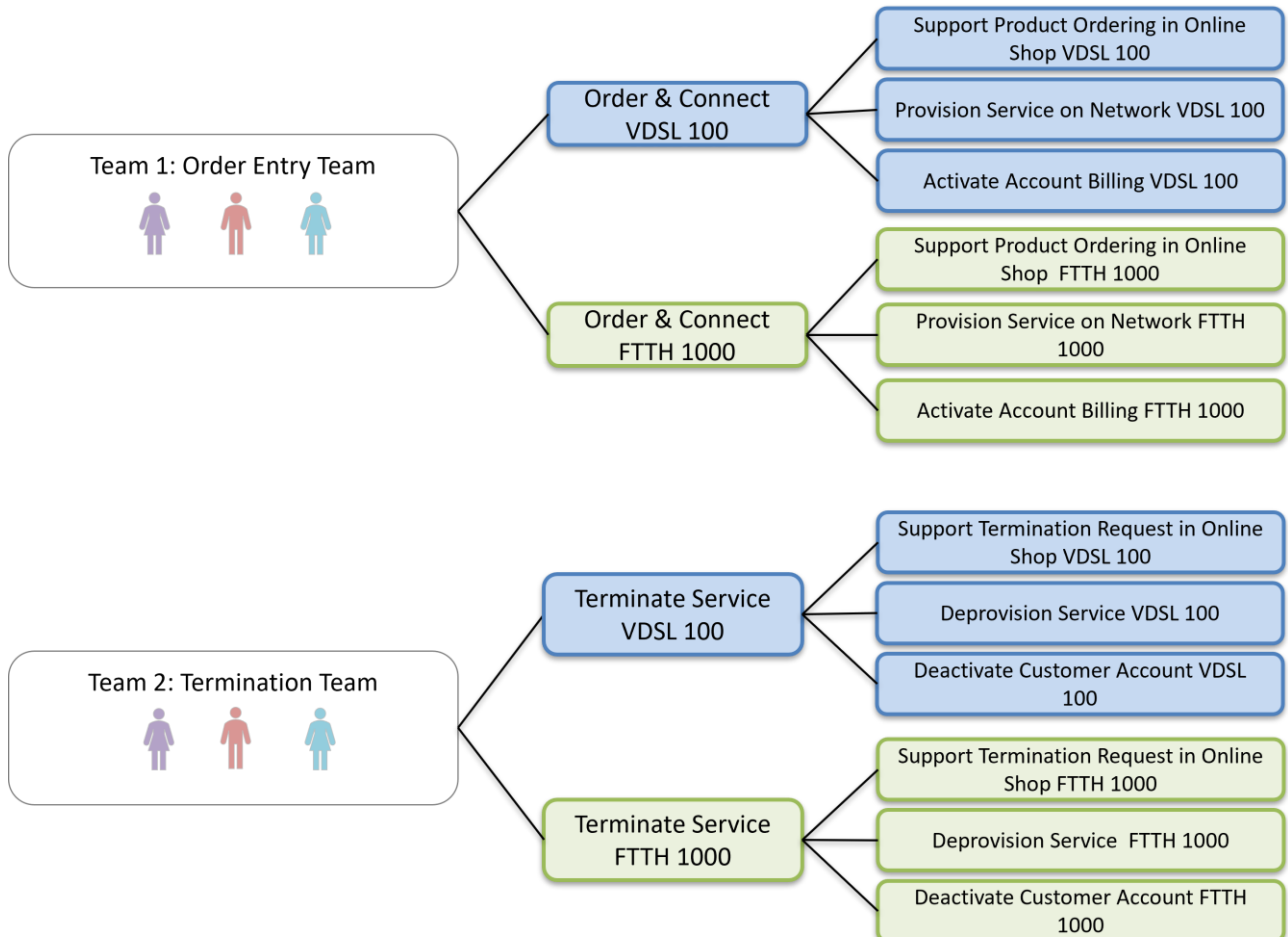 Team 1: Order Entry Team
Order & Connect
VDSL 100
Support Product Ordering in Online
Shop VDSL 100
Provision Service on Network VDSL 100
Activate Account Billing VDSL 100
Order & Connect
FTTH 1000
Support Product Ordering in Online
Shop  FTTH 1000
Provision Service on Network FTTH
1000
Activate Account Billing FTTH 1000
Team 2: Termination Team
Terminate Service
VDSL 100
Support Termination Request in Online
Shop VDSL 100
Deprovision Service VDSL 100
Deactivate Customer Account VDSL
100
Terminate Service
FTTH 1000
Support Termination Request in Online
Shop FTTH 1000
Deprovision Service  FTTH 1000
Deactivate Customer Account FTTH
1000